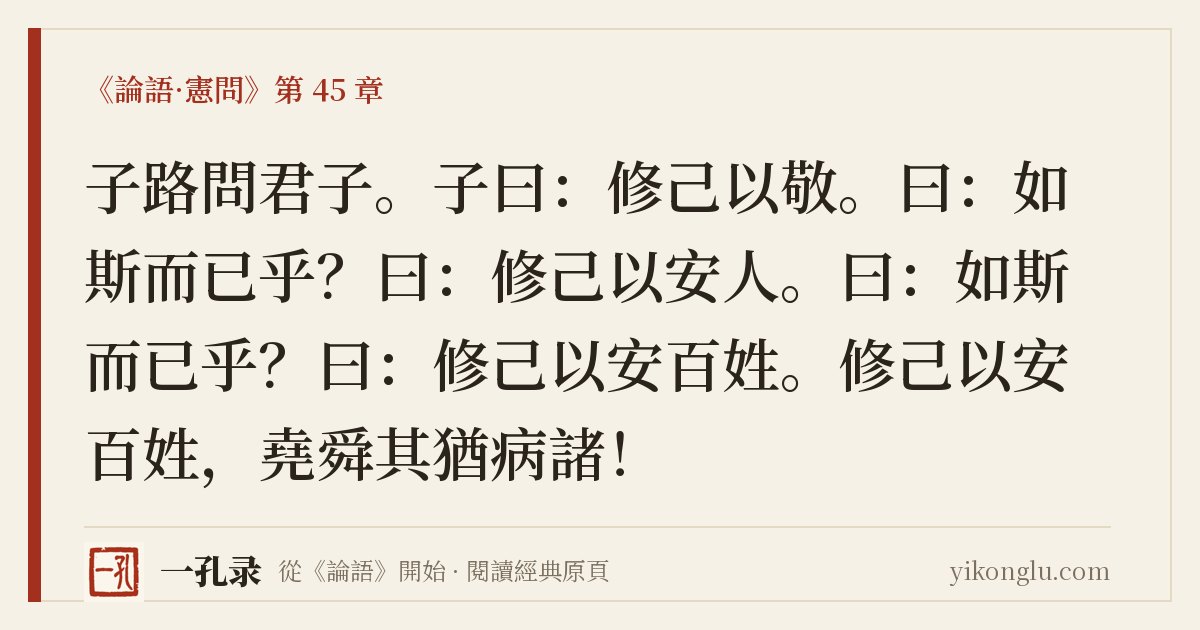 《論語·憲問》第 45 章
子路問君子。子曰：修己以敬。曰：如
斯而已乎？曰：修己以安人。曰：如斯
而已乎？曰：修己以安百姓。修己以安
百姓，堯舜其猶病諸！
一孔
一孔录 從《論語》開始 · 閱讀經典原頁
yikonglu.com